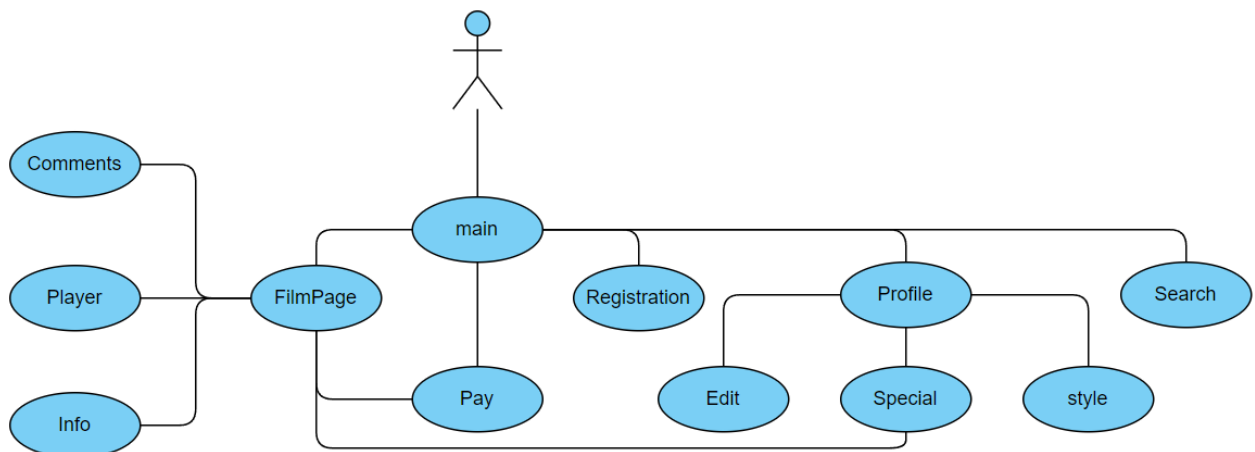 Comments
main
Player
FilmPage
Registration
Profile
Search
Info
Pay
Edit
Special
style